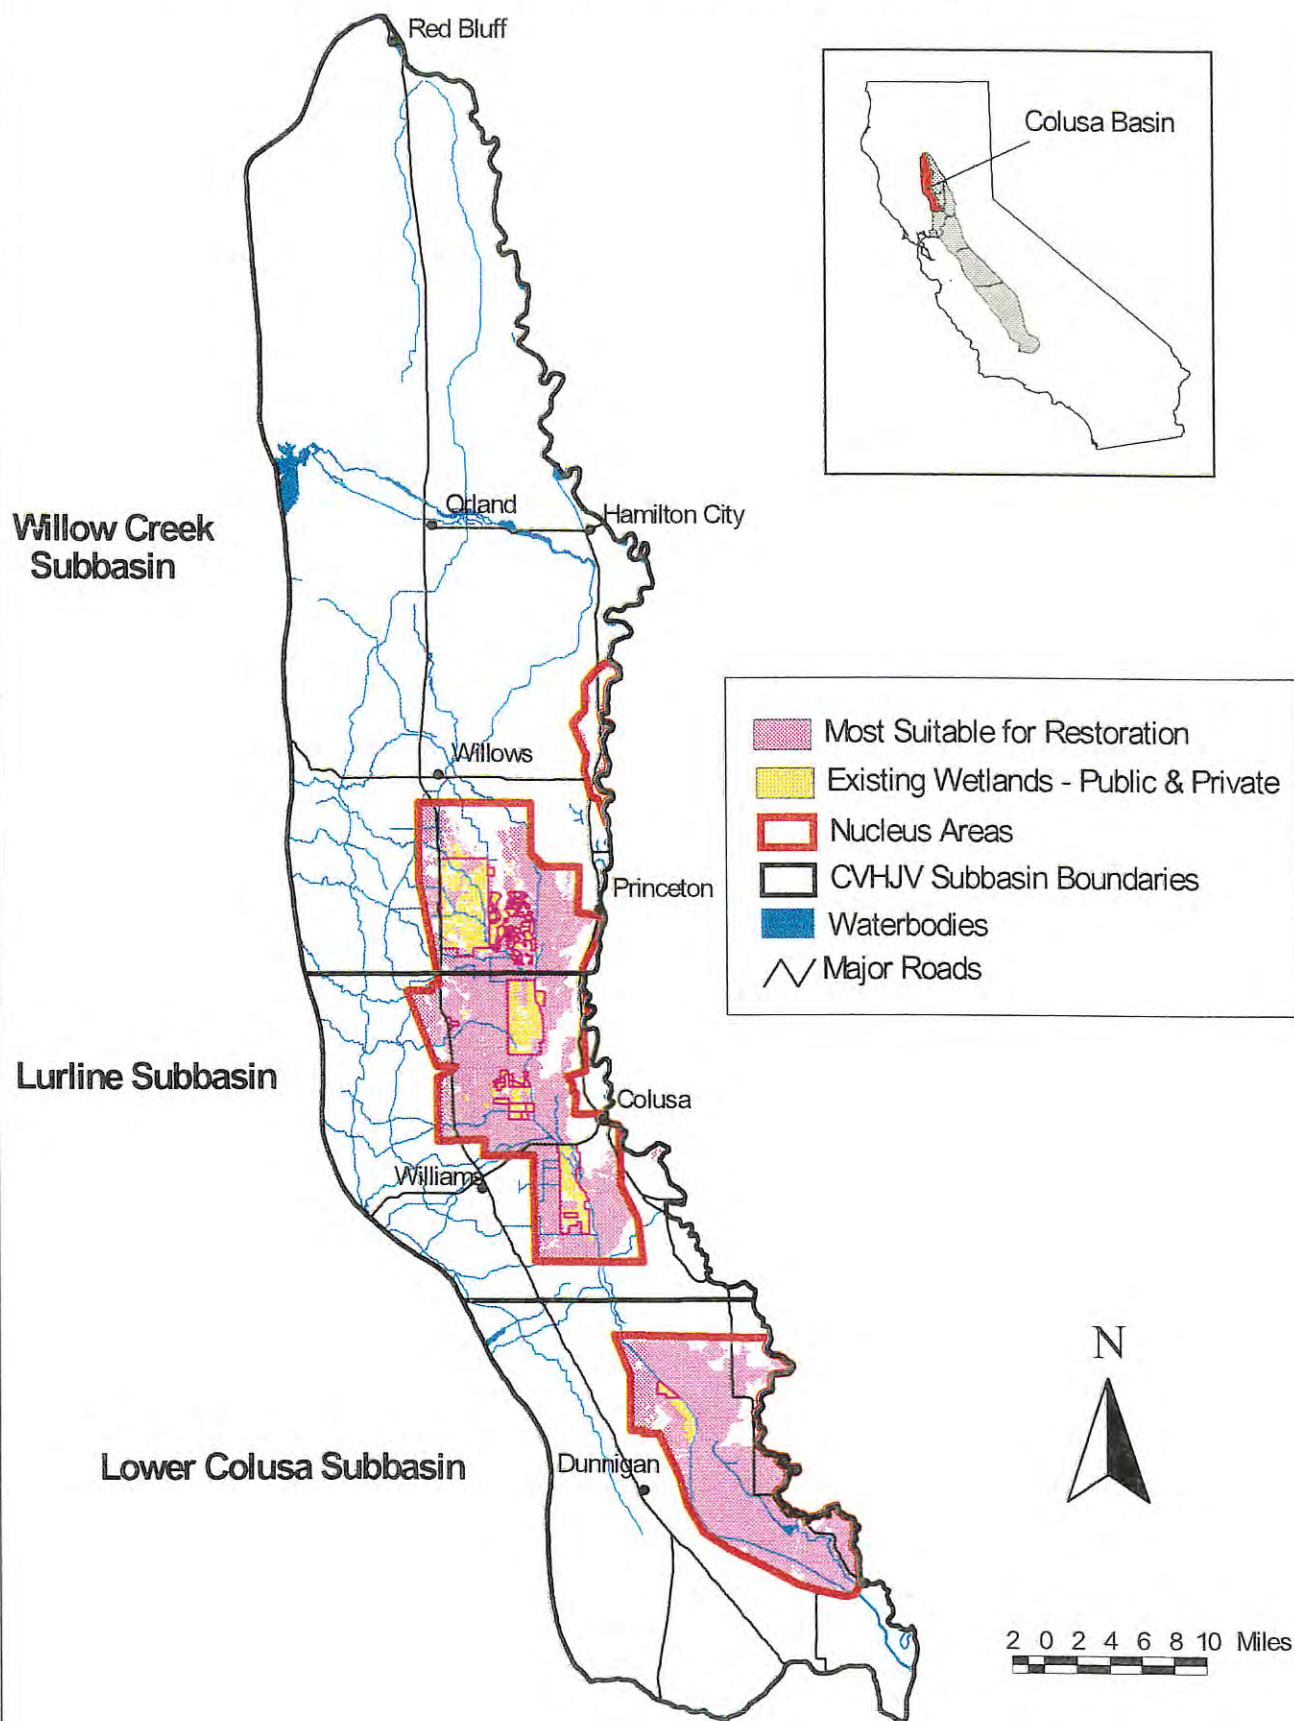 Red Bluff
Colusa Basin
Orland
Hamilton City
Willow Creek
Subbasin
Most Suitable for Restoration
Existing Wetlands - Public & Private
Nucleus Areas
CVHJV Subbasin Boundaries
Waterbodies
Major Roads
Willows
Princeton
Lurline Subbasin
Colusa
Williams
N
Lower Colusa Subbasin
Dunnigan
2 0 2 4 6 8 10 Miles